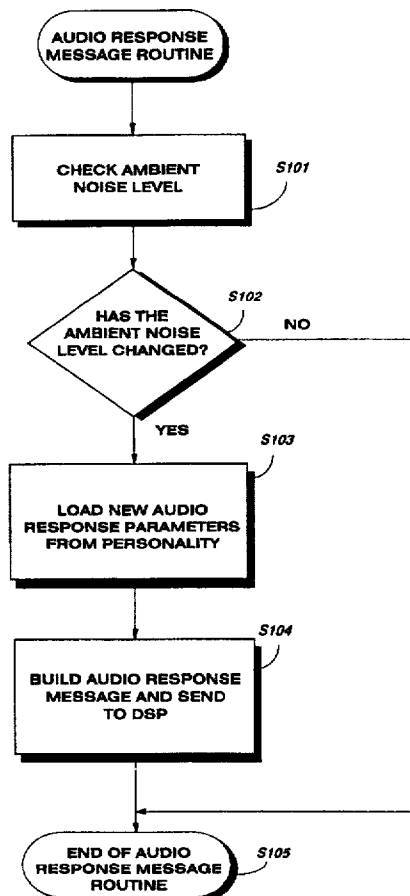 AUDIO RESPONSE
MESSAGE ROUTINE
CHECK AMBIENT
NOISE LEVEL
S101
HAS THE
AMBIENT NOISE
LEVEL CHANGED?
S102
NO
YES
S103
LOAD NEW AUDIO
RESPONSE PARAMETERS
FROM PERSONALITY
S104
BUILD AUDIO RESPONSE
MESSAGE AND SEND
TO DSP
END OF AUDIO
RESPONSE MESSAGE
ROUTINE
S105